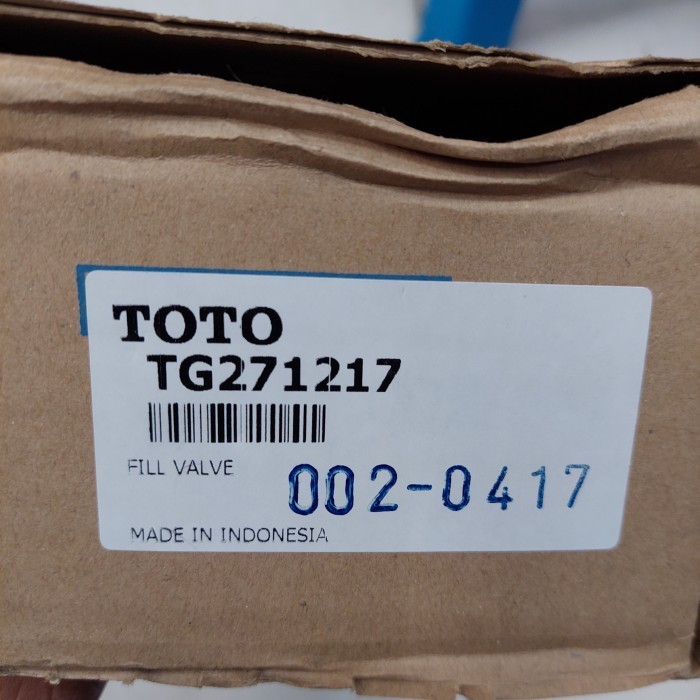 TOTO
TG271217
FILL VALVE
002-0417
MADE IN INDONESIA